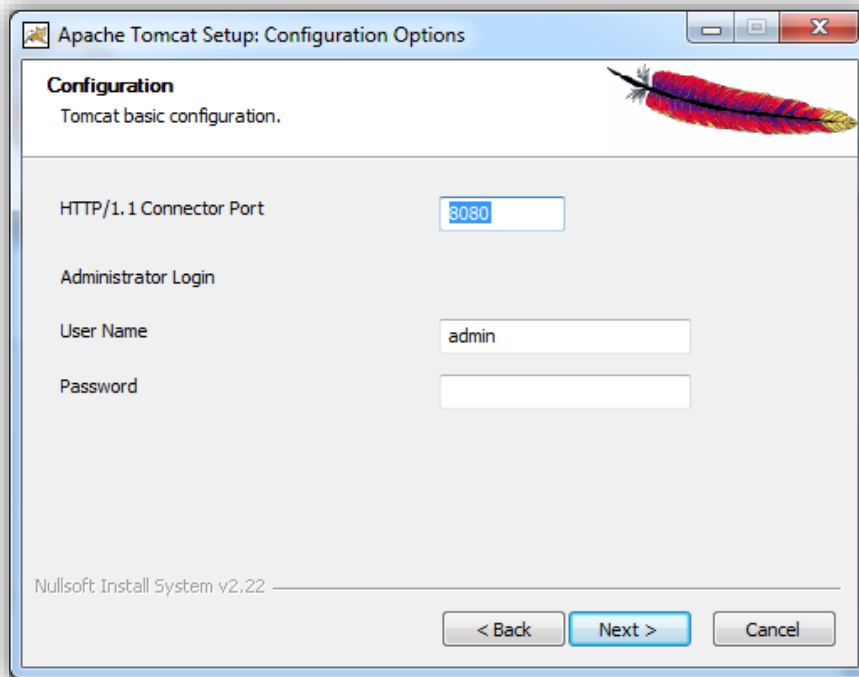 Apache Tomcat Setup: Configuration Options
Configuration
Tomcat basic configuration.
HTTP/1.1 Connector Port 8080
Administrator Login
User Name admin
Password
Nullsoft Install System v2.22
< Back Next > Cancel